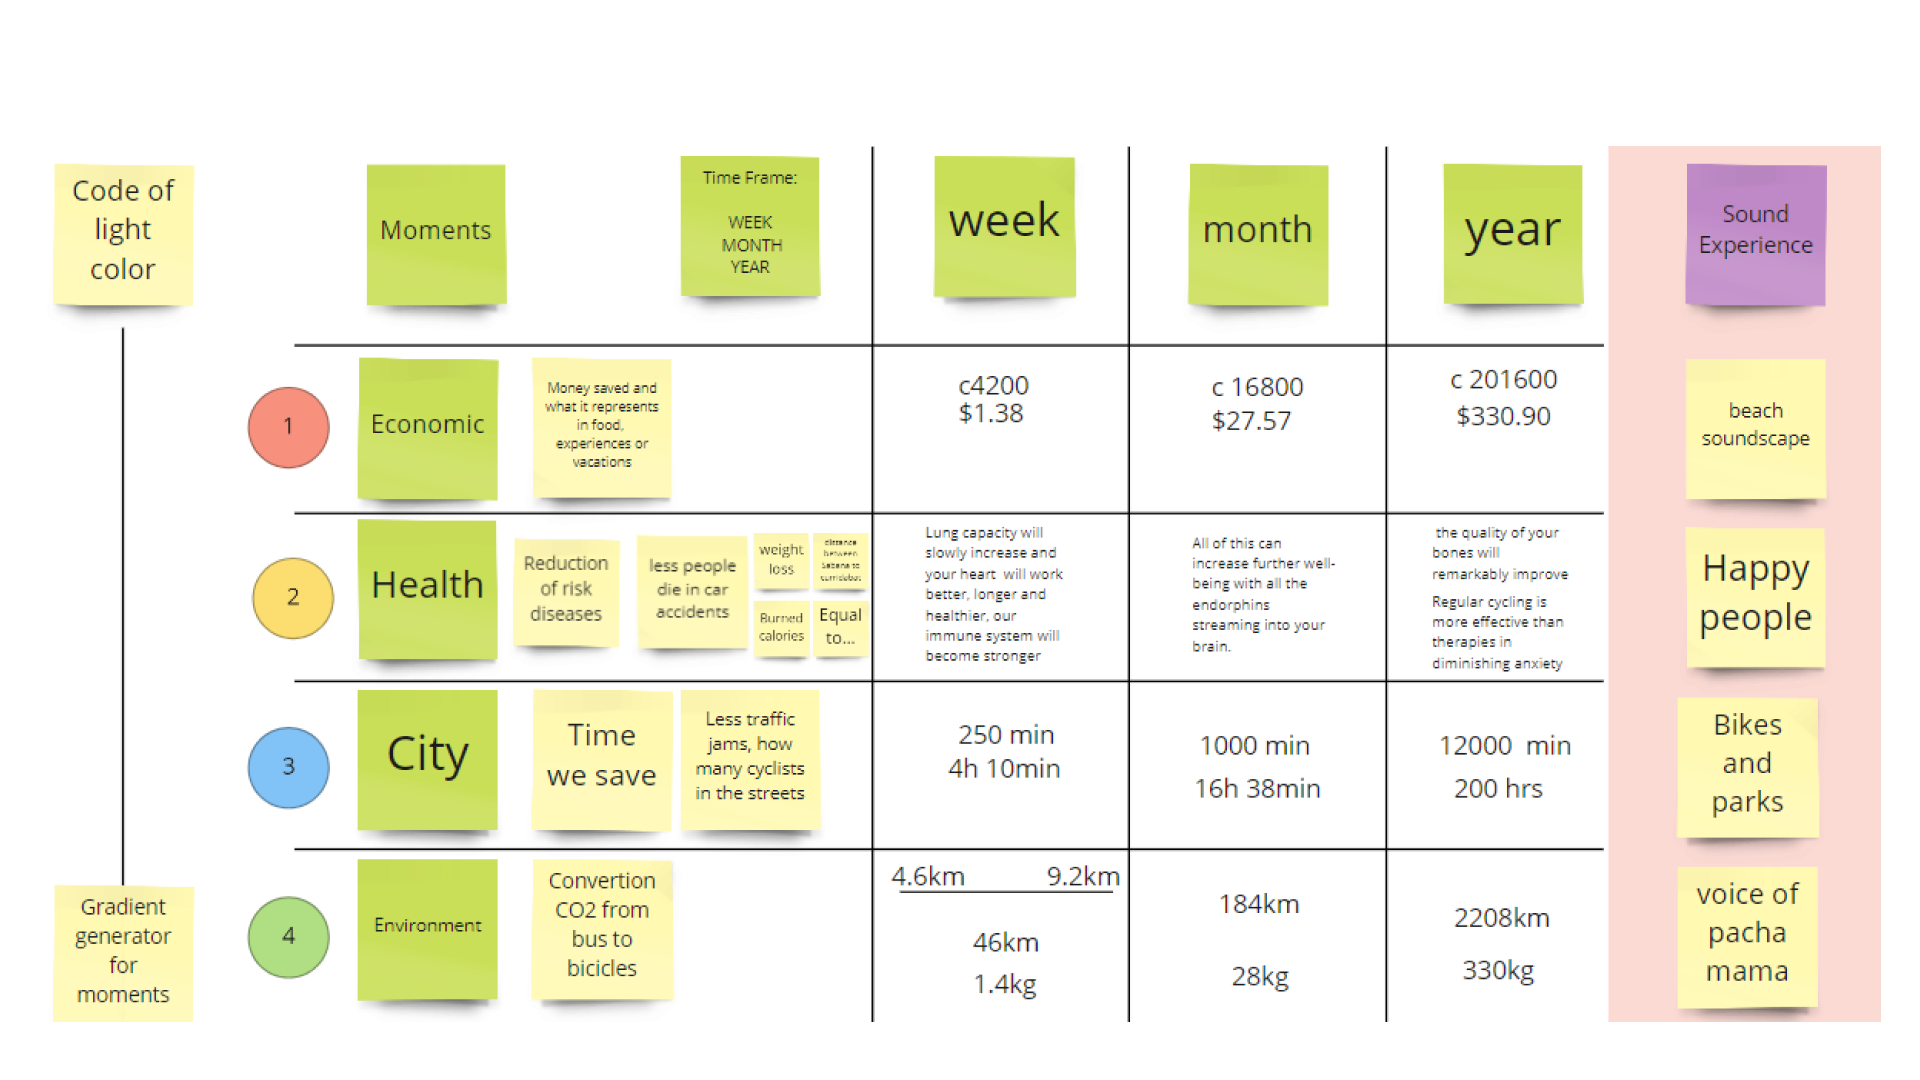 Code of
light
color
Moments
Time Frame:
WEEK
MONTH
YEAR
week
month
year
Sound
Experience
1
Economic
Money saved and
what it represents
in food,
experiences or
vacations
c4200
$1.38
c 16800
$27.57
c 201600
$330.90
beach
soundscape
2
Health
Reduction
of risk
diseases
less people
die in car
accidents
weight
loss
distance
between
Sabana to
curridabat
Burned
calories
Equal
to...
Lung capacity will
slowly increase and
your heart will work
better, longer and
healthier, our
immune system will
become stronger
All of this can
increase further well-
being with all the
endorphins
streaming into your
brain.
the quality of your
bones will
remarkably improve
Regular cycling is
more effective than
therapies in
diminishing anxiety
Happy
people
3
City
Time
we save
Less traffic
jams, how
many cyclists
in the streets
250 min
4h 10min
1000 min
16h 38min
12000 min
200 hrs
Bikes
and
parks
Gradient
generator
for
moments
4
Environment
Convertion
CO2 from
bus to
bicicles
4.6km 9.2km
46km
1.4kg
184km
28kg
2208km
330kg
voice of
pacha
mama